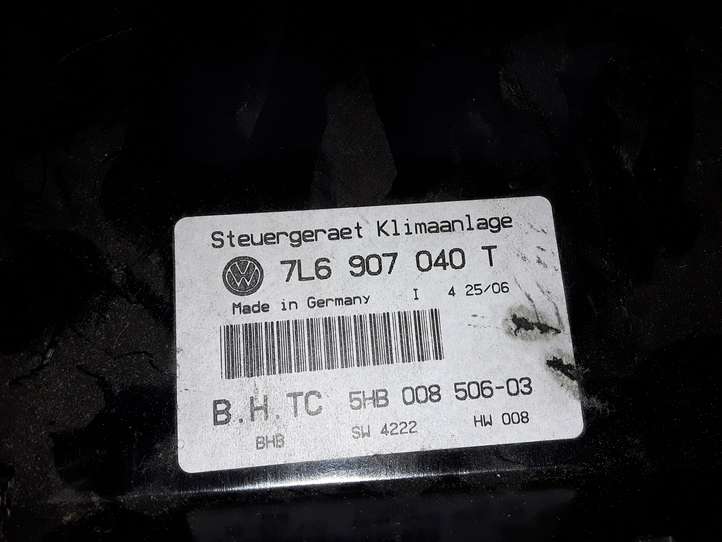 Steuergeraet Klimaanlage
VW 7L6 907 040 T
Made in Germany I 4 25/06
B.H.TC 5HB 008 506-03
BHB SW 4222 HW 008